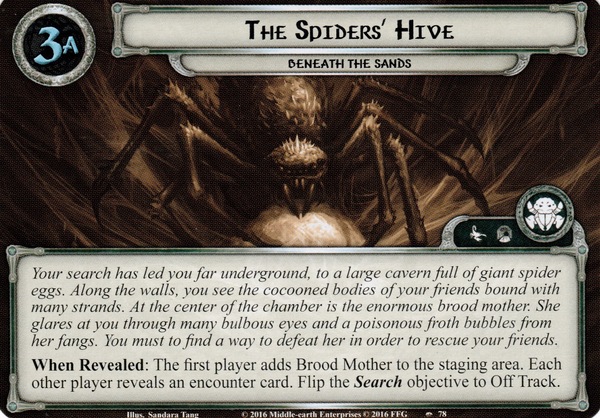 3A
The Spiders' Hive
Beneath the Sands
Your search has led you far underground, to a large cavern full of giant spider
eggs. Along the walls, you see the cocooned bodies of your friends bound with
many strands. At the center of the chamber is the enormous brood mother. She
glares at you through many bulbous eyes and a poisonous froth bubbles from
her fangs. You must to find a way to defeat her in order to rescue your friends.
When Revealed: The first player adds Brood Mother to the staging area. Each
other player reveals an encounter card. Flip the Search objective to Off Track.
Illus. Sandara Tang © 2016 Middle-earth Enterprises © 2016 FFG 78